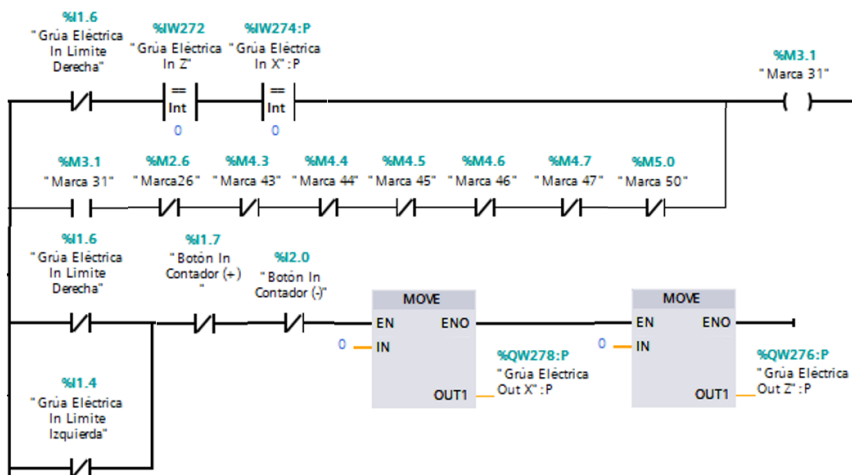 %I1.6
"Grúa Eléctrica
In Limite
Derecha"
%IW272
"Grúa Eléctrica
In Z"
==
Int
0
%IW274:P
"Grúa Eléctrica
In X":P
==
Int
0
%M3.1
"Marca 31"
%M3.1
"Marca 31"
%M2.6
"Marca26"
%M4.3
"Marca 43"
%M4.4
"Marca 44"
%M4.5
"Marca 45"
%M4.6
"Marca 46"
%M4.7
"Marca 47"
%M5.0
"Marca 50"
%I1.6
"Grúa Eléctrica
In Limite
Derecha"
%I1.7
"Botón In
Contador (+)
"
%I2.0
"Botón In
Contador (-)"
MOVE
EN ENO
0 IN
OUT1
%QW278:P
"Grúa Eléctrica
Out X":P
MOVE
EN ENO
0 IN
OUT1
%QW276:P
"Grúa Eléctrica
Out Z":P
%I1.4
"Grúa Eléctrica
In Limite
Izquierda"